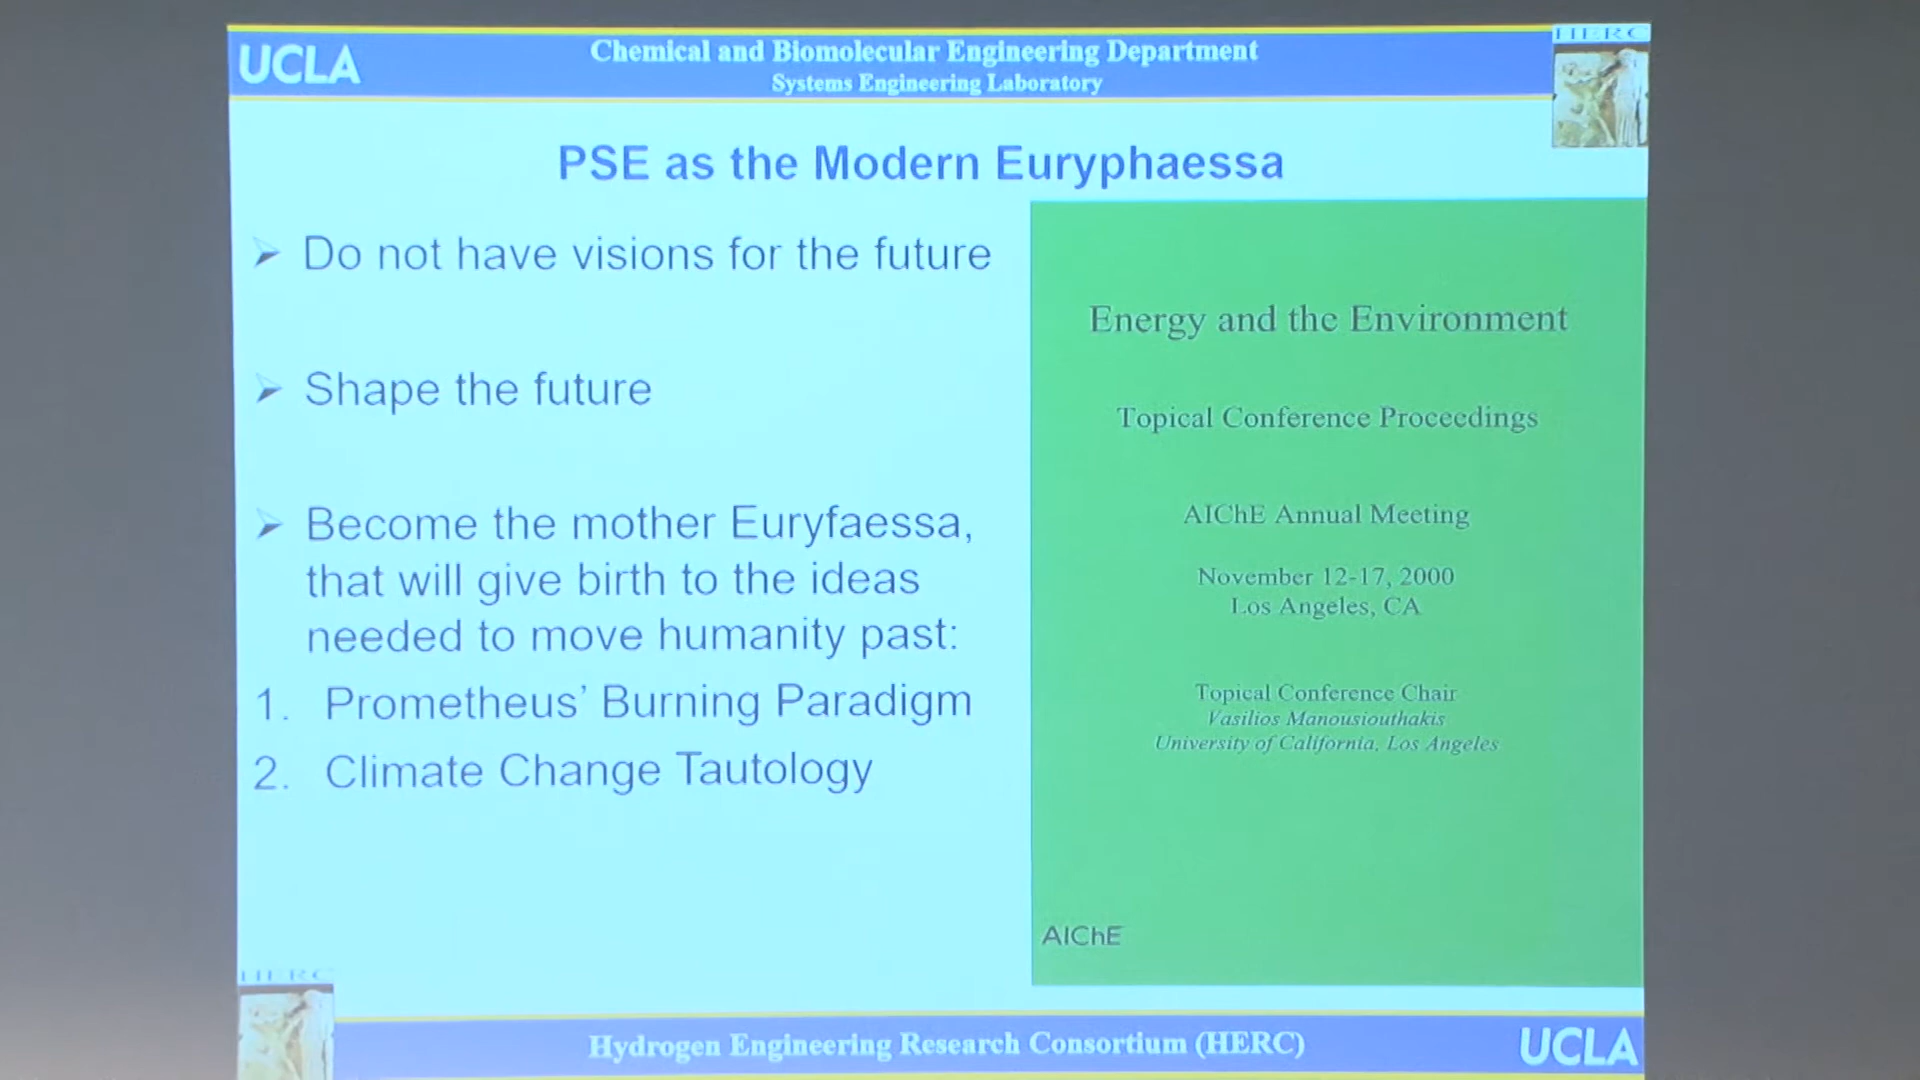 UCLA
Chemical and Biomolecular Engineering Department
Systems Engineering Laboratory
HERC
PSE as the Modern Euryphaessa
Do not have visions for the future
Shape the future
Become the mother Euryfaessa,
that will give birth to the ideas
needed to move humanity past:
1. Prometheus’ Burning Paradigm
2. Climate Change Tautology
Energy and the Environment
Topical Conference Proceedings
AIChE Annual Meeting
November 12-17, 2000
Los Angeles, CA
Topical Conference Chair
Vasilios Manousiouthakis
University of California, Los Angeles
AIChE
HERC
Hydrogen Engineering Research Consortium (HERC)
UCLA